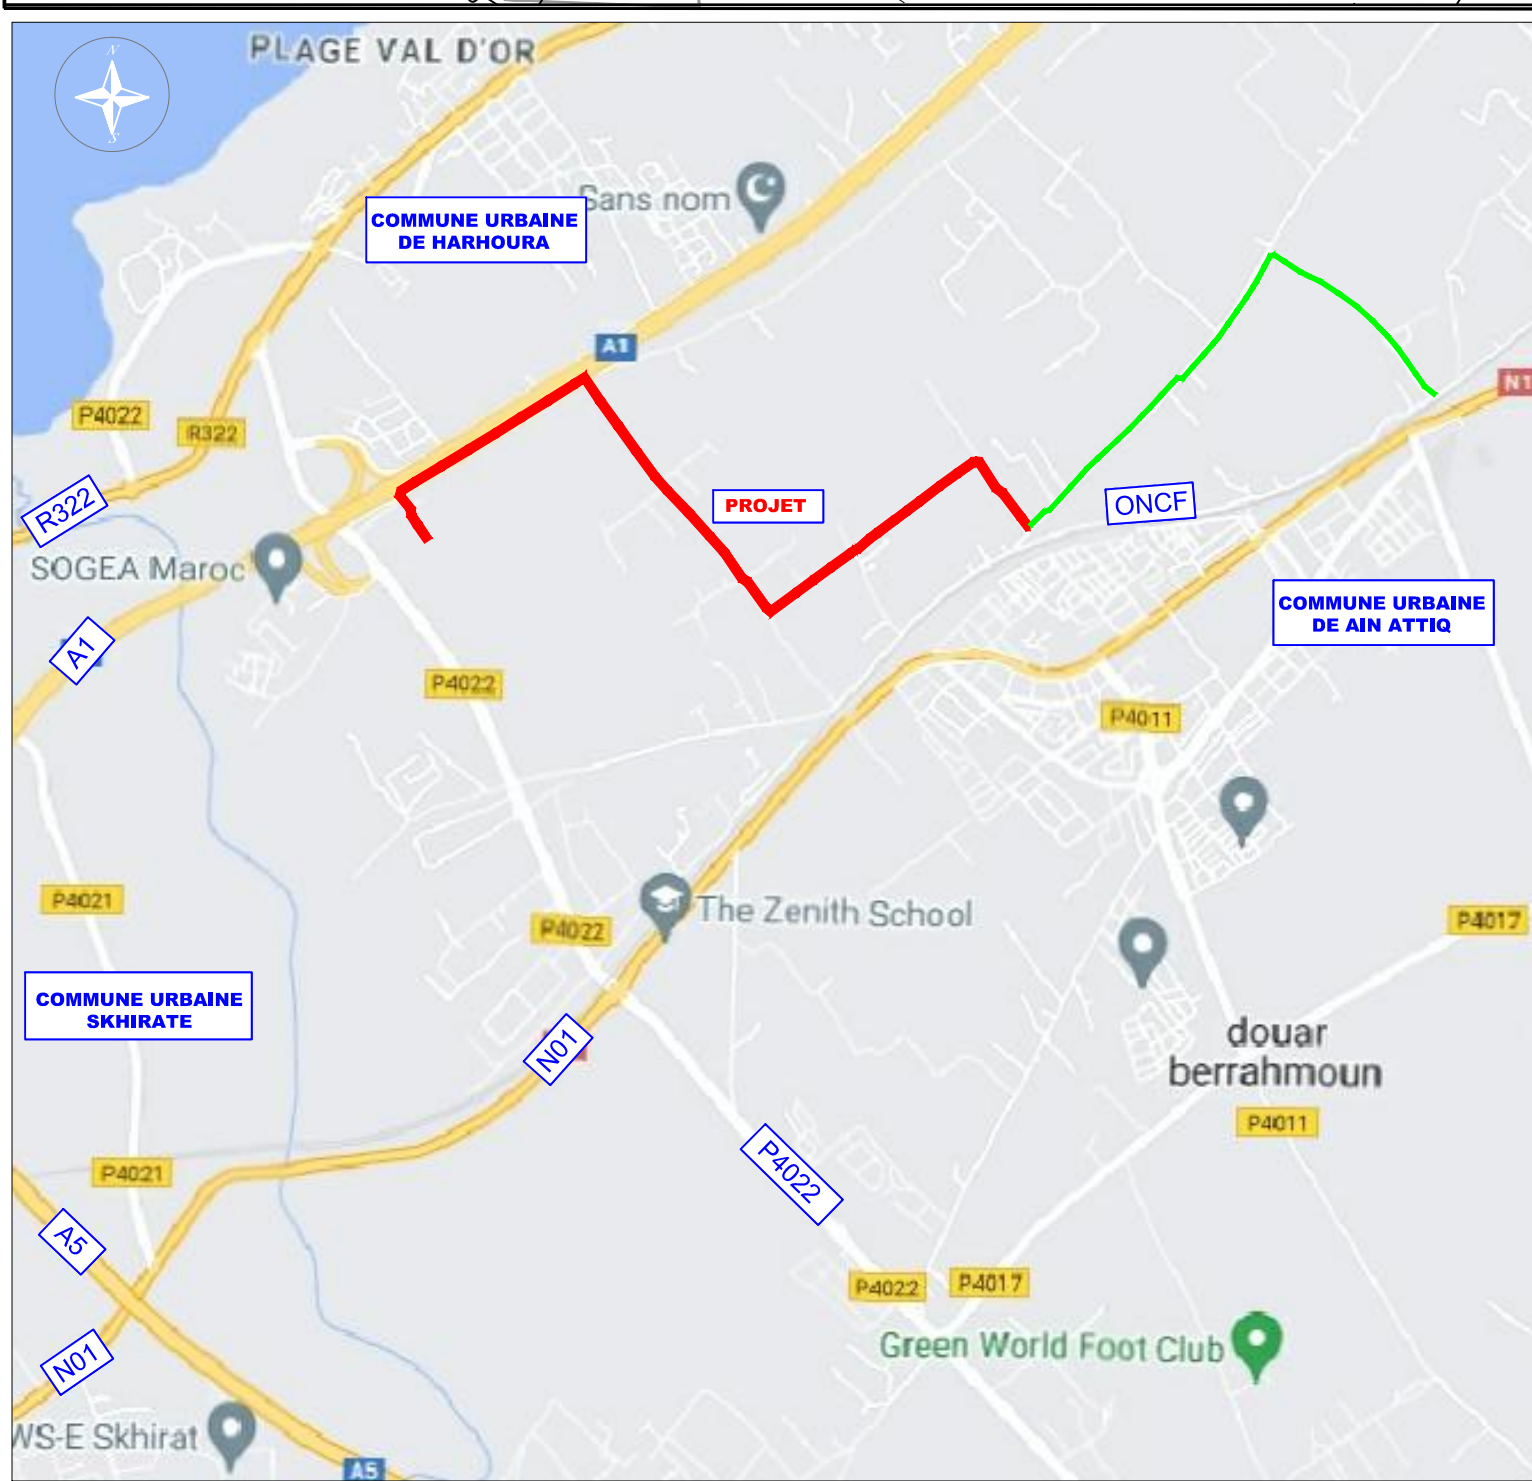 PLAGE VAL D'OR
N
S
Sans nom
COMMUNE URBAINE
DE HARHOURA
A1
N1
P4022
R322
R322
PROJET
ONCF
SOGEA Maroc
A1
COMMUNE URBAINE
DE AIN ATTIQ
P4022
P4011
P4021
The Zenith School
P4022
P4017
COMMUNE URBAINE
SKHIRATE
N01
douar
berrahmoun
P4011
P4021
P4022
A5
P4022
P4017
Green World Foot Club
N01
WS-E Skhirat
A5